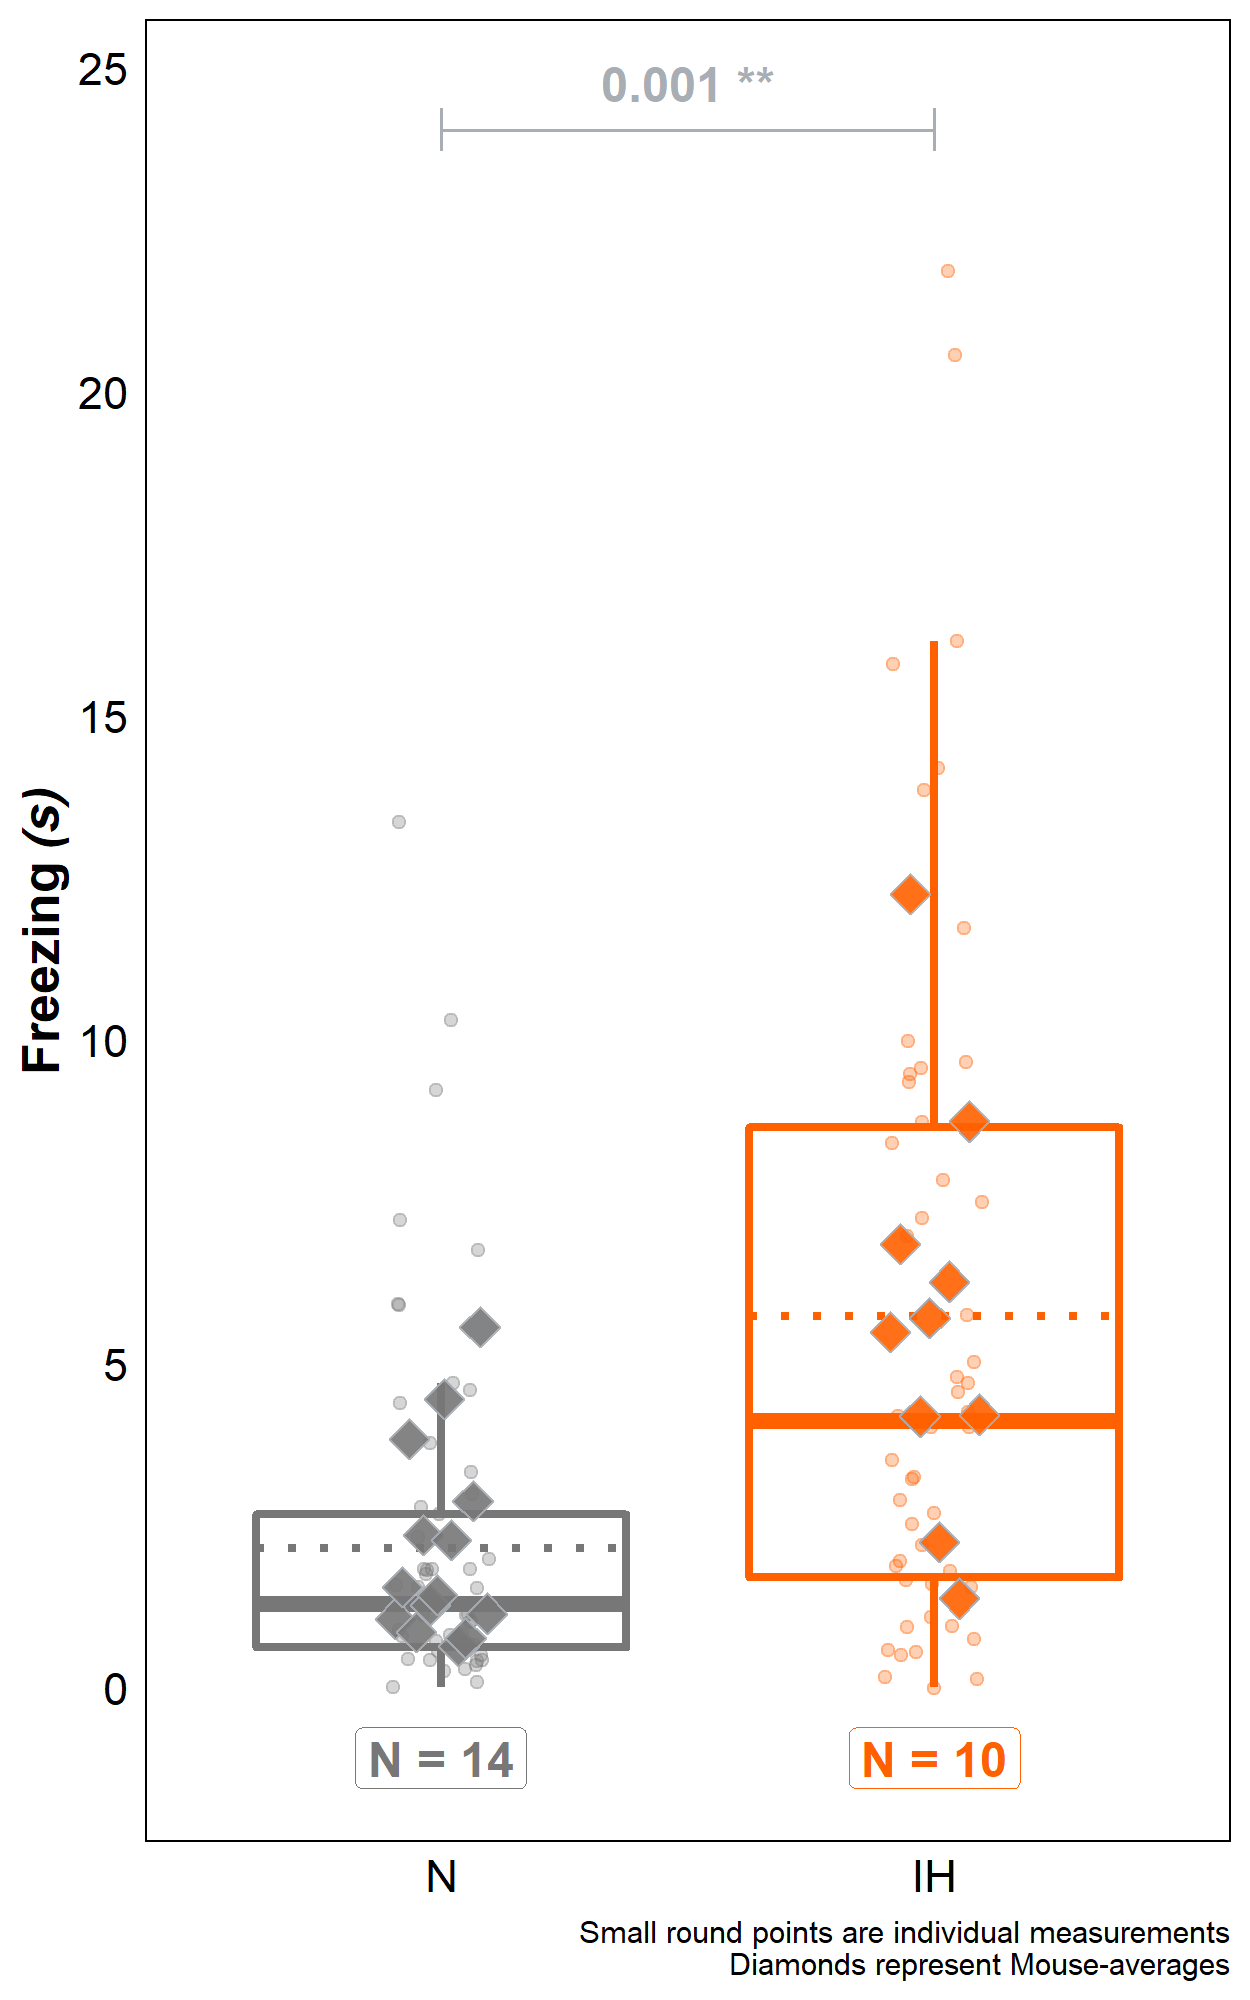 25
0.001 **
20
15
10
5
0
Freezing (s)
N = 14
N = 10
N
IH
Small round points are individual measurements
Diamonds represent Mouse-averages